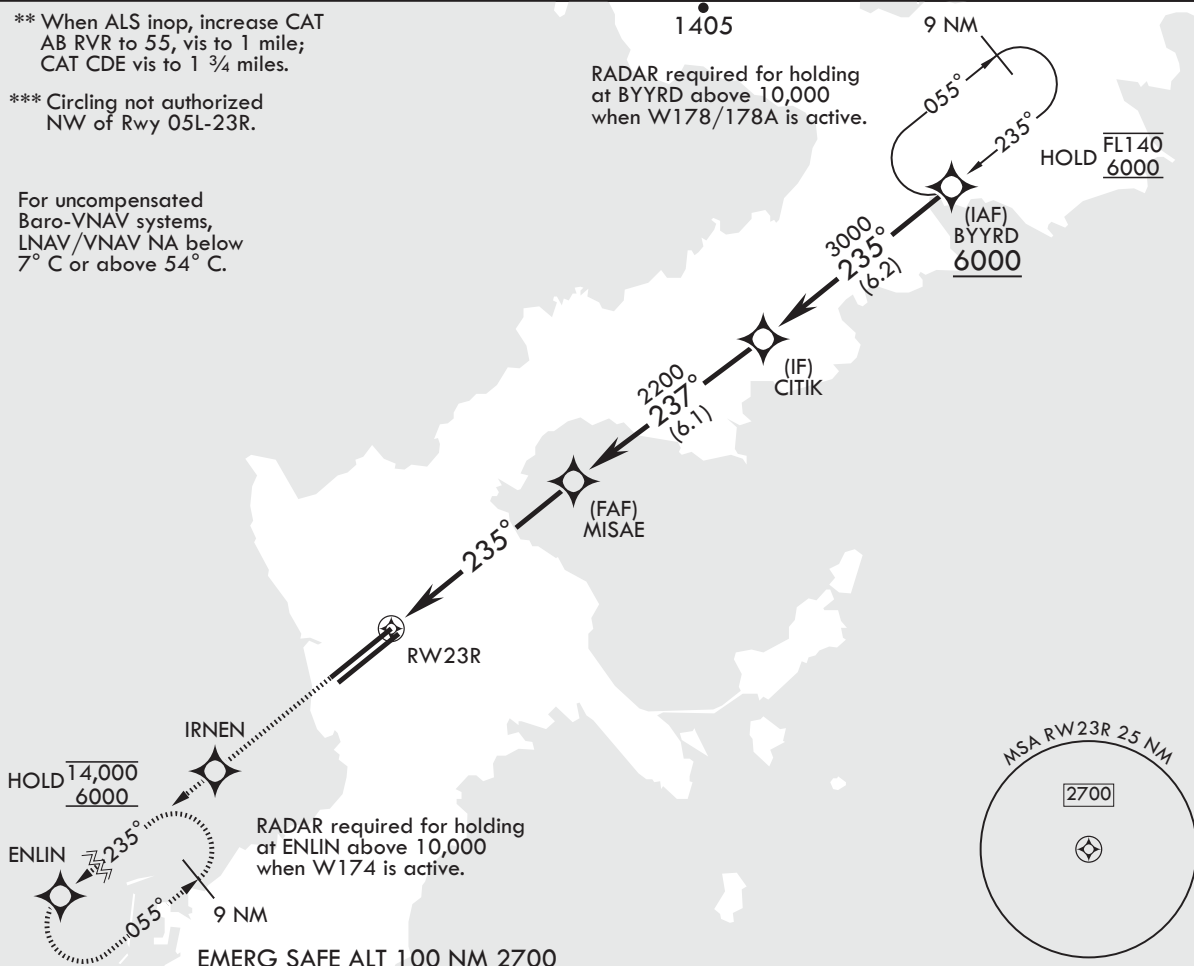 ** When ALS inop, increase CAT
AB RVR to 55, vis to 1 mile;
CAT CDE vis to 1 ¾ miles.
*** Circling not authorized
NW of Rwy 05L-23R.
For uncompensated
Baro-VNAV systems,
LNAV/VNAV NA below
7° C or above 54° C.
1405
RADAR required for holding
at BYYRD above 10,000
when W178/178A is active.
9 NM
055°
235°
HOLD FL140
6000
(IAF)
BYYRD
6000
3000
235°
(6.2)
(IF)
CITIK
2200
237°
(6.1)
(FAF)
MISAE
235°
RW23R
IRNEN
HOLD 14,000
6000
ENLIN
235°
055°
9 NM
RADAR required for holding
at ENLIN above 10,000
when W174 is active.
EMERG SAFE ALT 100 NM 2700
MSA RW23R 25 NM
2700